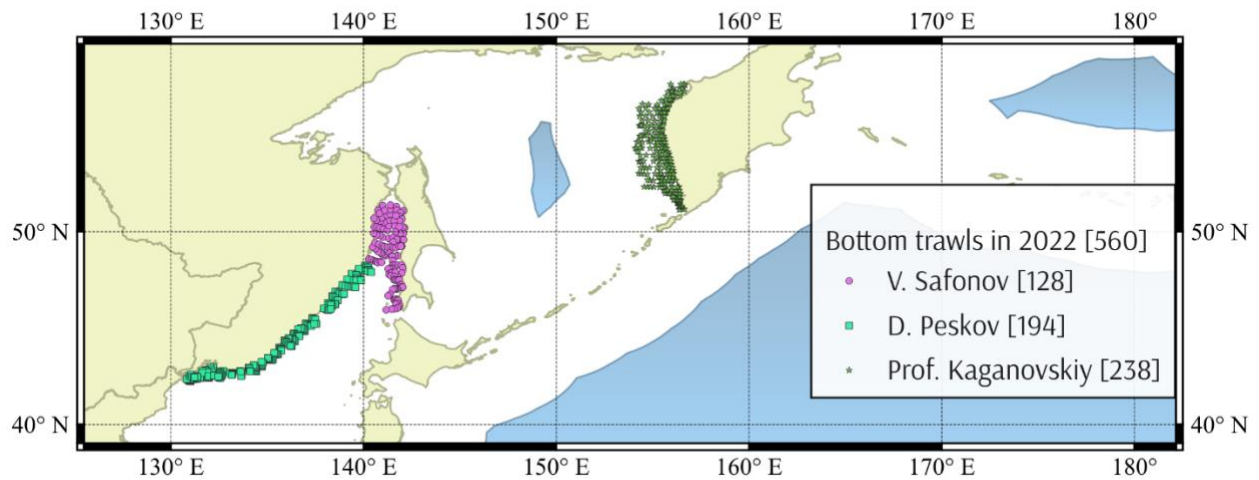 130° E 140° E 150° E 160° E 170° E 180°
50° N 50° N
Bottom trawls in 2022 [560]
V. Safonov [128]
D. Peskov [194]
Prof. Kaganovskiy [238]
40° N 40° N
130° E 140° E 150° E 160° E 170° E 180°